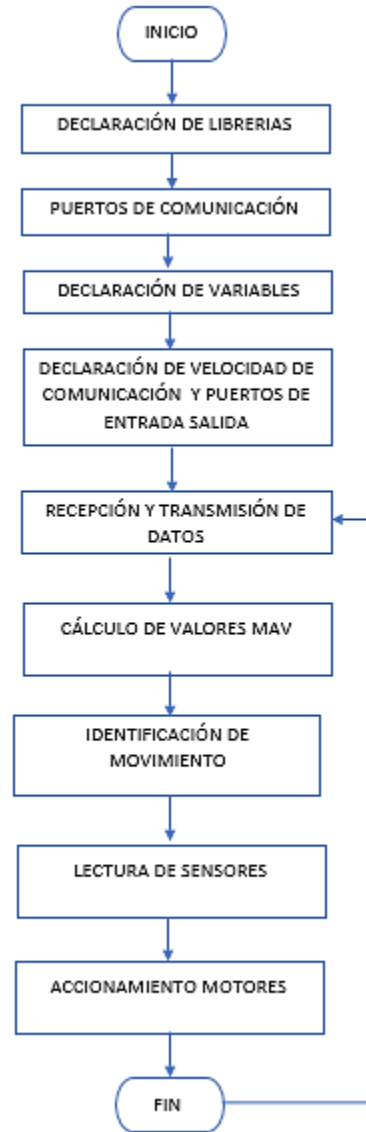 INICIO
DECLARACIÓN DE LIBRERIAS
PUERTOS DE COMUNICACIÓN
DECLARACIÓN DE VARIABLES
DECLARACIÓN DE VELOCIDAD DE
COMUNICACIÓN Y PUERTOS DE
ENTRADA SALIDA
RECEPCIÓN Y TRANSMISIÓN DE
DATOS
CÁLCULO DE VALORES MAV
IDENTIFICACIÓN DE
MOVIMIENTO
LECTURA DE SENSORES
ACCIONAMIENTO MOTORES
FIN